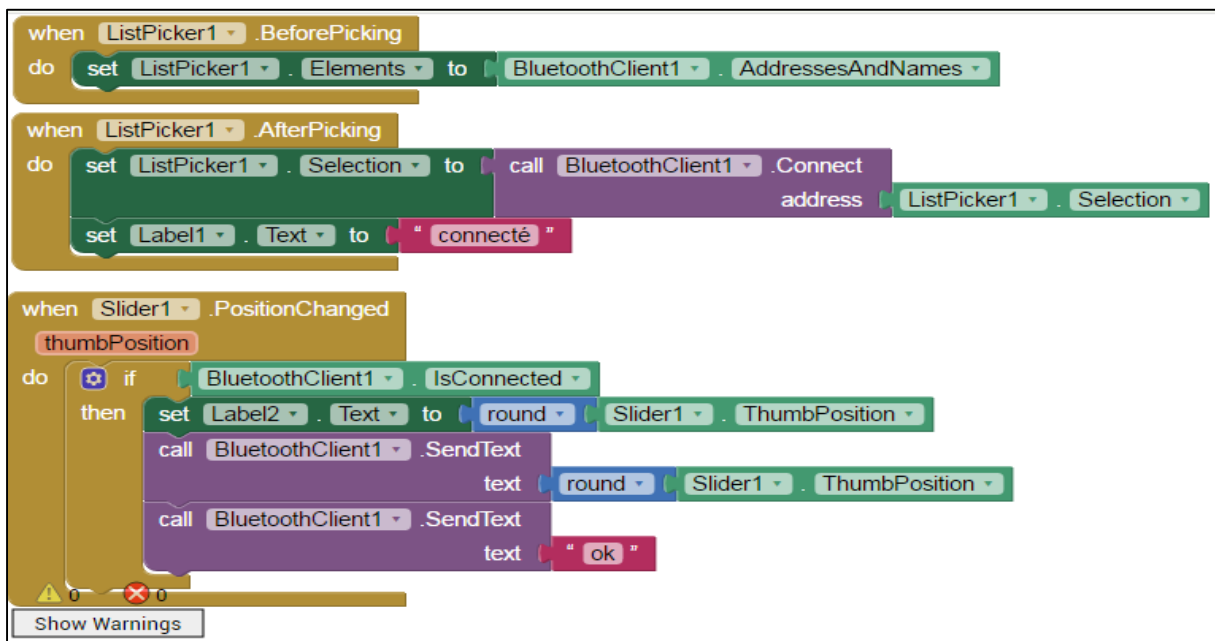 when ListPicker1 .BeforePicking
do set ListPicker1 . Elements to BluetoothClient1 . AddressesAndNames
when ListPicker1 .AfterPicking
do set ListPicker1 . Selection to call BluetoothClient1 .Connect
address ListPicker1 . Selection
set Label1 . Text to " connecté "
when Slider1 .PositionChanged
thumbPosition
do if BluetoothClient1 . IsConnected
then set Label2 . Text to round Slider1 . ThumbPosition
call BluetoothClient1 .SendText
text round Slider1 . ThumbPosition
call BluetoothClient1 .SendText
text " ok "
0 0
Show Warnings